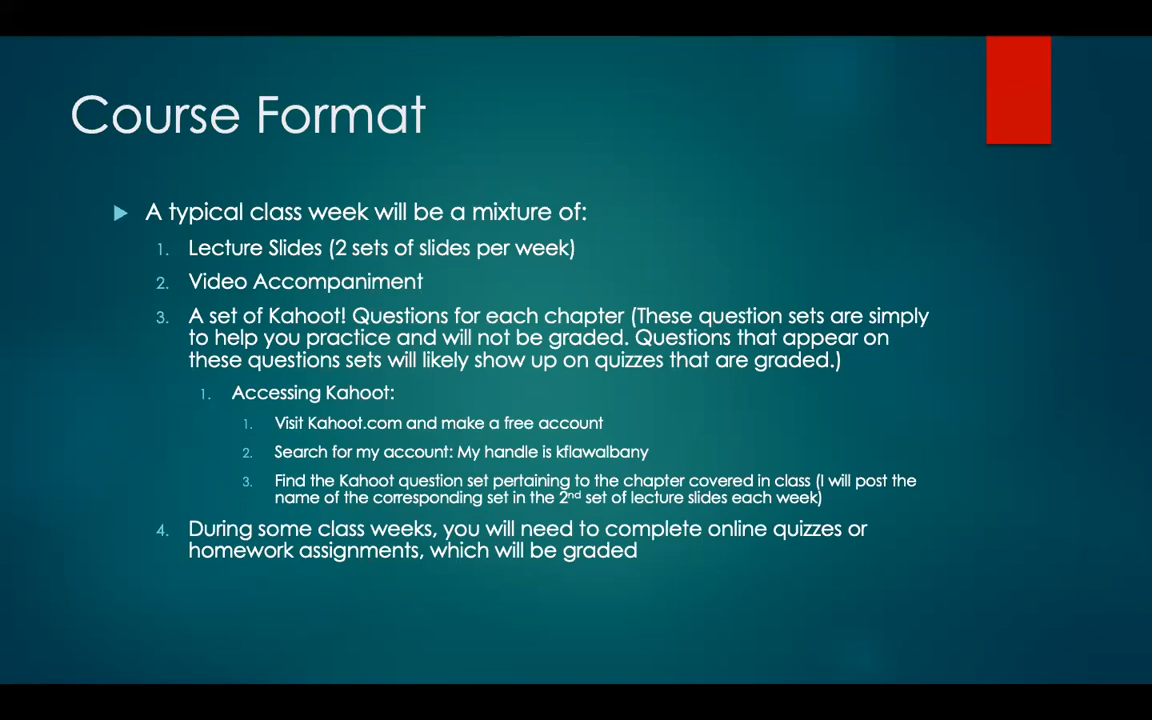 Course Format
A typical class week will be a mixture of:
1. Lecture Slides (2 sets of slides per week)
2. Video Accompaniment
3. A set of Kahoot! Questions for each chapter (These question sets are simply
to help you practice and will not be graded. Questions that appear on
these questions sets will likely show up on quizzes that are graded.)
1. Accessing Kahoot:
1. Visit Kahoot.com and make a free account
2. Search for my account: My handle is kflawalbany
3. Find the Kahoot question set pertaining to the chapter covered in class (I will post the
name of the corresponding set in the 2nd set of lecture slides each week)
4. During some class weeks, you will need to complete online quizzes or
homework assignments, which will be graded